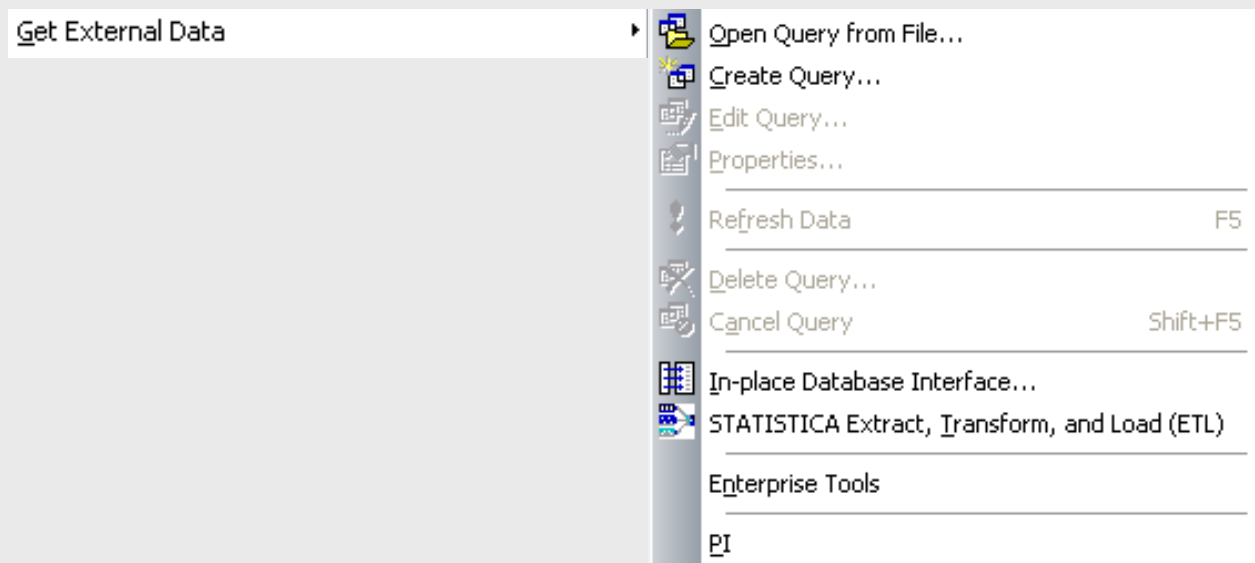 Get External Data
Open Query from File...
Create Query...
Edit Query...
Properties...
Refresh Data F5
Delete Query...
Cancel Query Shift+F5
In-place Database Interface...
STATISTICA Extract, Transform, and Load (ETL)
Enterprise Tools
PI